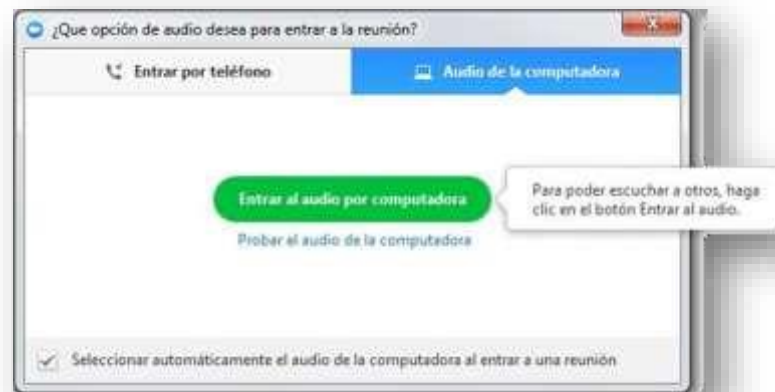 ¿Que opción de audio desea para entrar a la reunión?
Entrar por teléfono
Audio de la computadora
Entrar al audio por computadora
Para poder escuchar a otros, haga
clic en el botón Entrar al audio.
Probar el audio de la computadora
Seleccionar automáticamente el audio de la computadora al entrar a una reunión